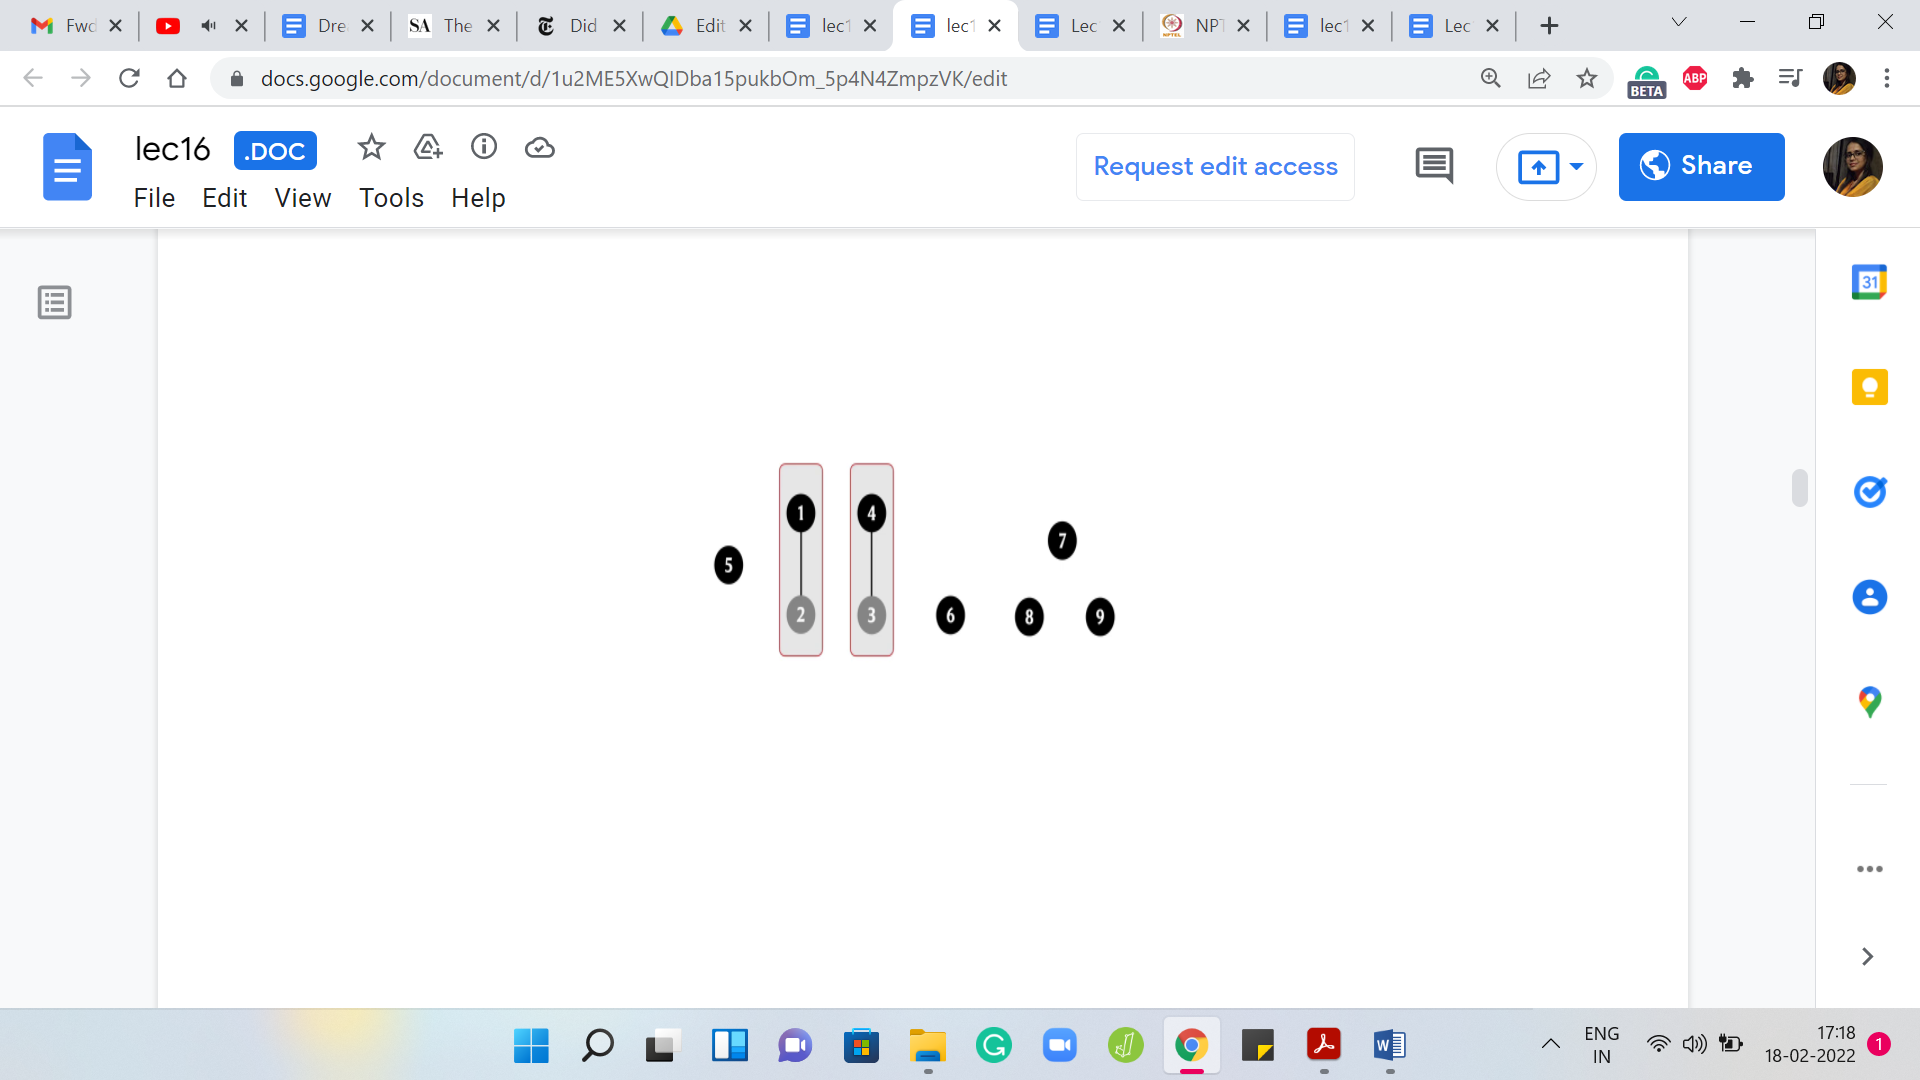 Fwd
Dre
SA The
Did
Edit
lec1
lec1
Lec
NPTEL NPT
lec1
Lec
docs.google.com/document/d/1u2ME5XwQIDba15pukbOm_5p4N4ZmpzVK/edit
ABP
BETA
lec16 .DOC
File Edit View Tools Help
Request edit access
Share
31
1 4
7
5
2 3 6 8 9
ENG
IN
17:18
18-02-2022
1